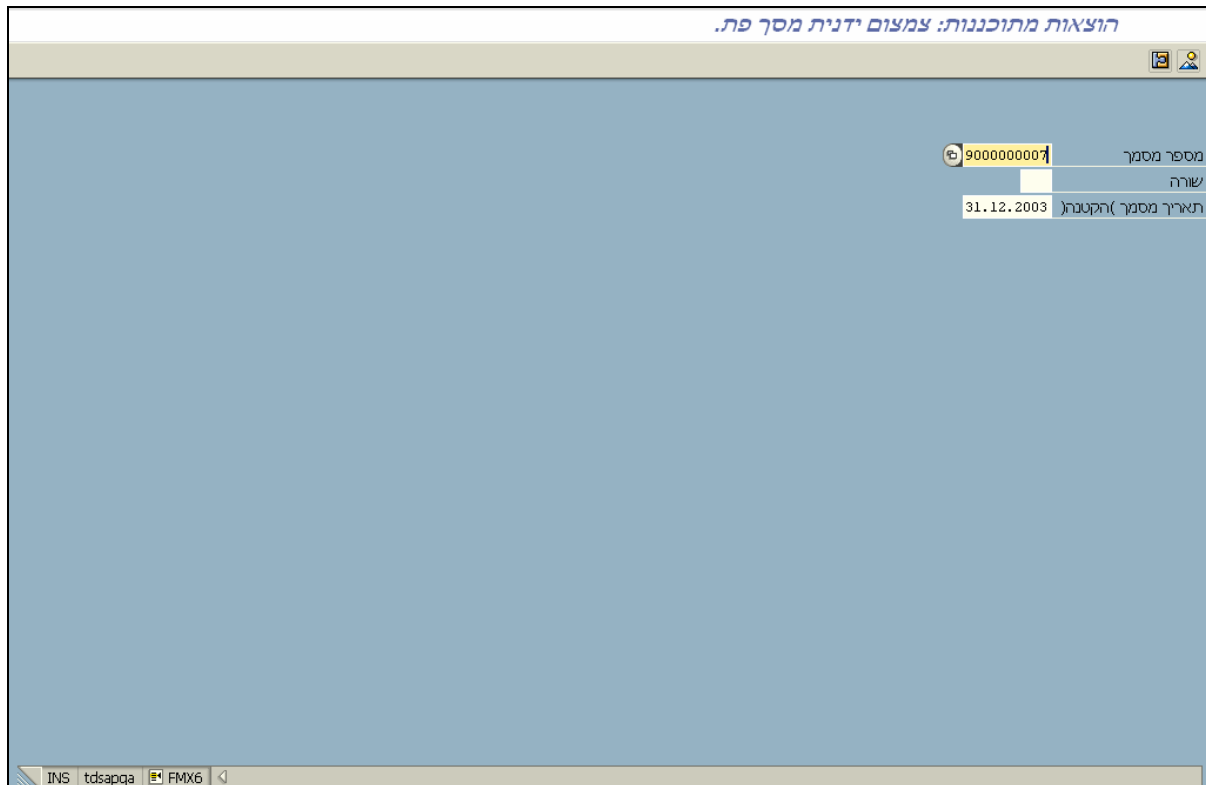 הוצאות מתוכננות: צמצום ידנית מסך פת.
מספר מסמך 9000000007
שורה
תאריך מסמך )הקטנה( 31.12.2003
INS tdsapqa FMX6